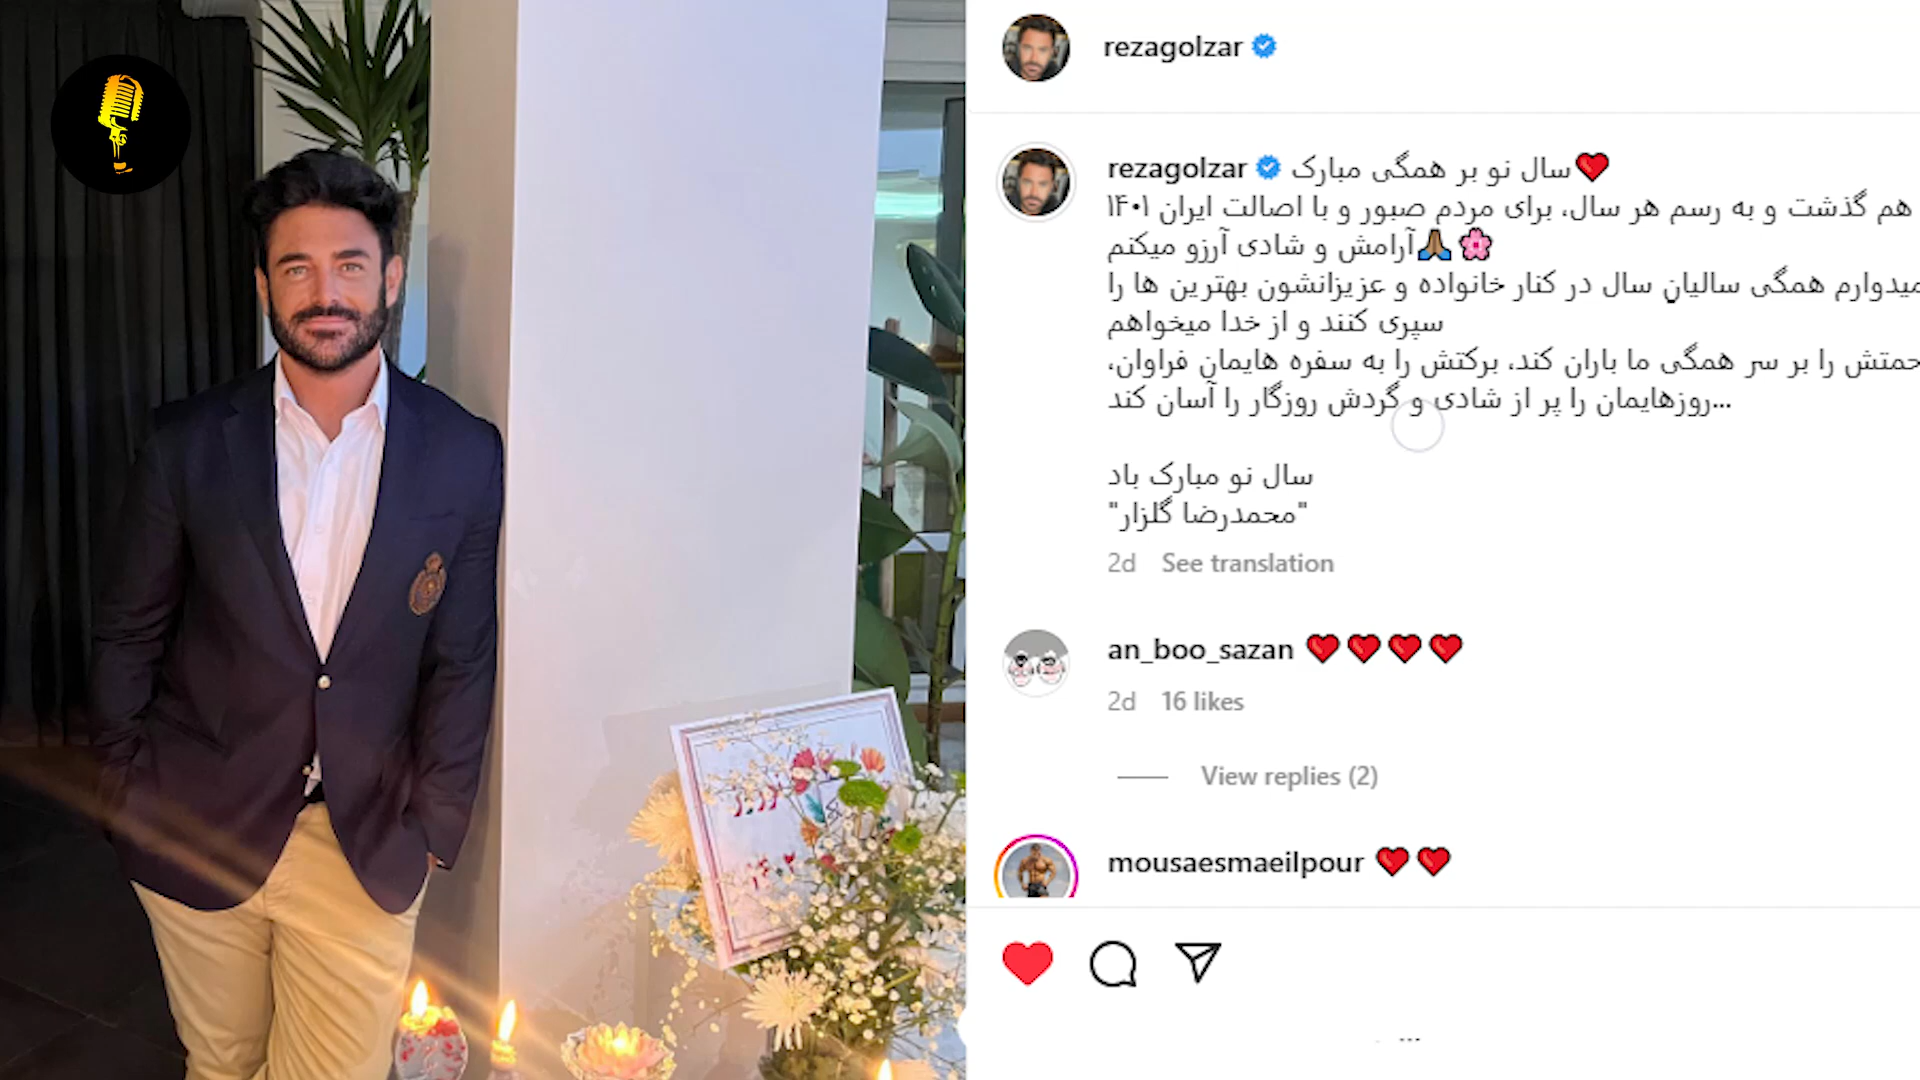 rezagolzar
rezagolzar سال نو بر همگی مبارک❤️
۱۴۰۱ هم گذشت و به رسم هر سال، برای مردم صبور و با اصالت ایران
آرامش و شادی آرزو میکنم🙏🏽🌸
میدوارم همگی سالیان سال در کنار خانواده و عزیزانشون بهترین ها را
سپری کنند و از خدا میخواهم
حمتش را بر سر همگی ما باران کند، برکتش را به سفره هایمان فراوان،
روزهایمان را پر از شادی و گردش روزگار را آسان کند...
سال نو مبارک باد
"محمدرضا گلزار"
2d See translation
an_boo_sazan ❤️❤️❤️❤️
2d 16 likes
View replies (2)
mousaesmaeilpour ❤️❤️